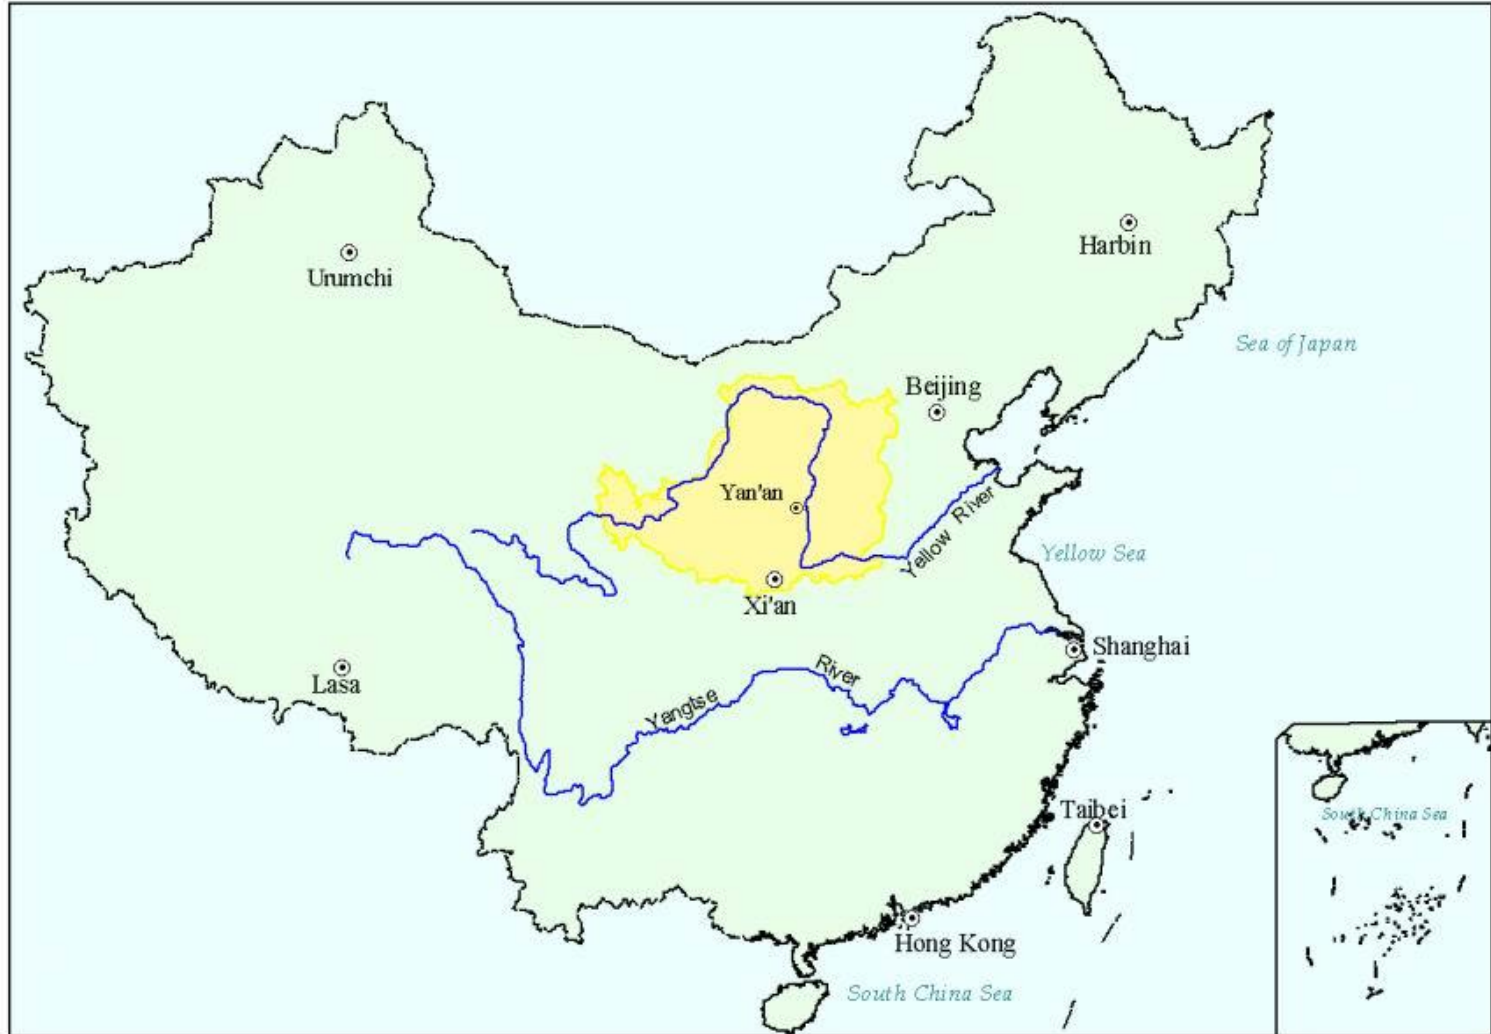 Harbin
Urumchi
Sea of Japan
Beijing
Yan'an
Yellow River
Yellow Sea
Xi'an
Shanghai
Lasa
Yangtse River
Taibei
South China Sea
Hong Kong
South China Sea